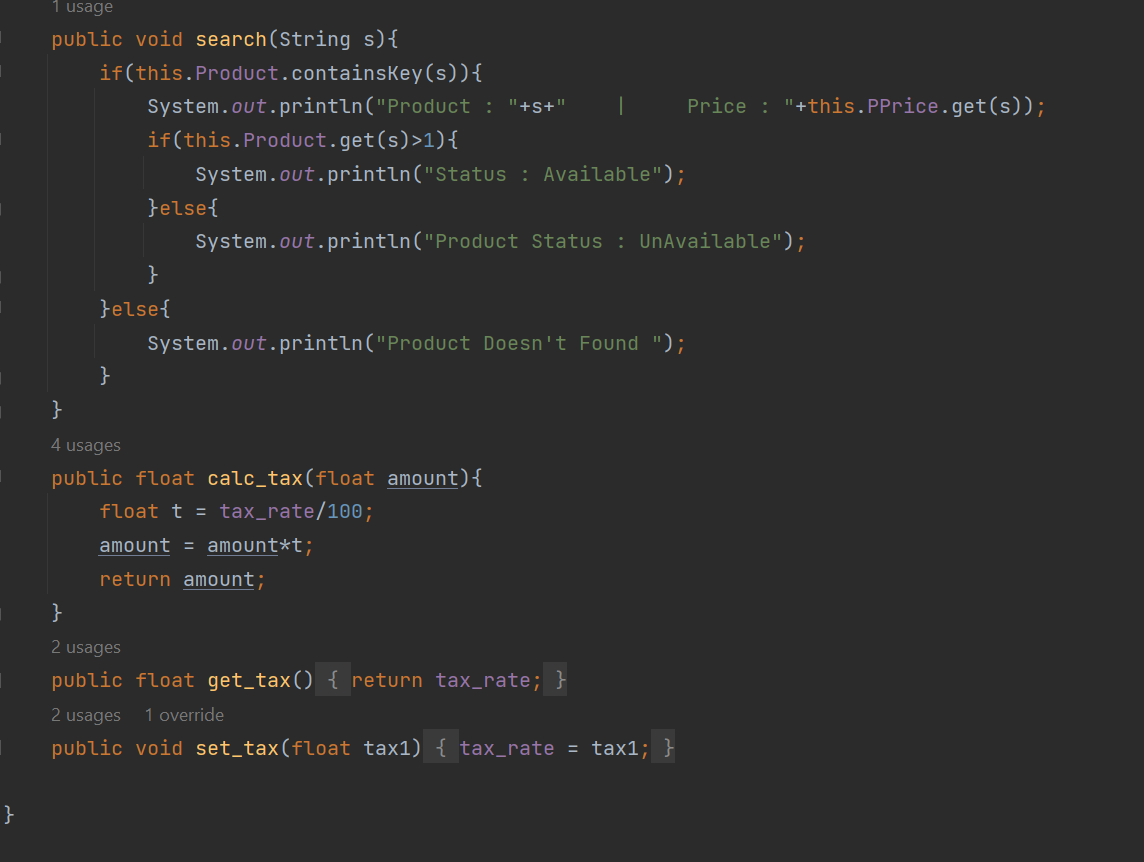 1 usage
public void search(String s){
    if(this.Product.containsKey(s)){
        System.out.println("Product : "+s+"    |     Price : "+this.PPrice.get(s));
        if(this.Product.get(s)>1){
            System.out.println("Status : Available");
        }else{
            System.out.println("Product Status : UnAvailable");
        }
    }else{
        System.out.println("Product Doesn't Found ");
    }
}
4 usages
public float calc_tax(float amount){
    float t = tax_rate/100;
    amount = amount*t;
    return amount;
}
2 usages
public float get_tax() { return tax_rate; }
2 usages   1 override
public void set_tax(float tax1) { tax_rate = tax1; }
}